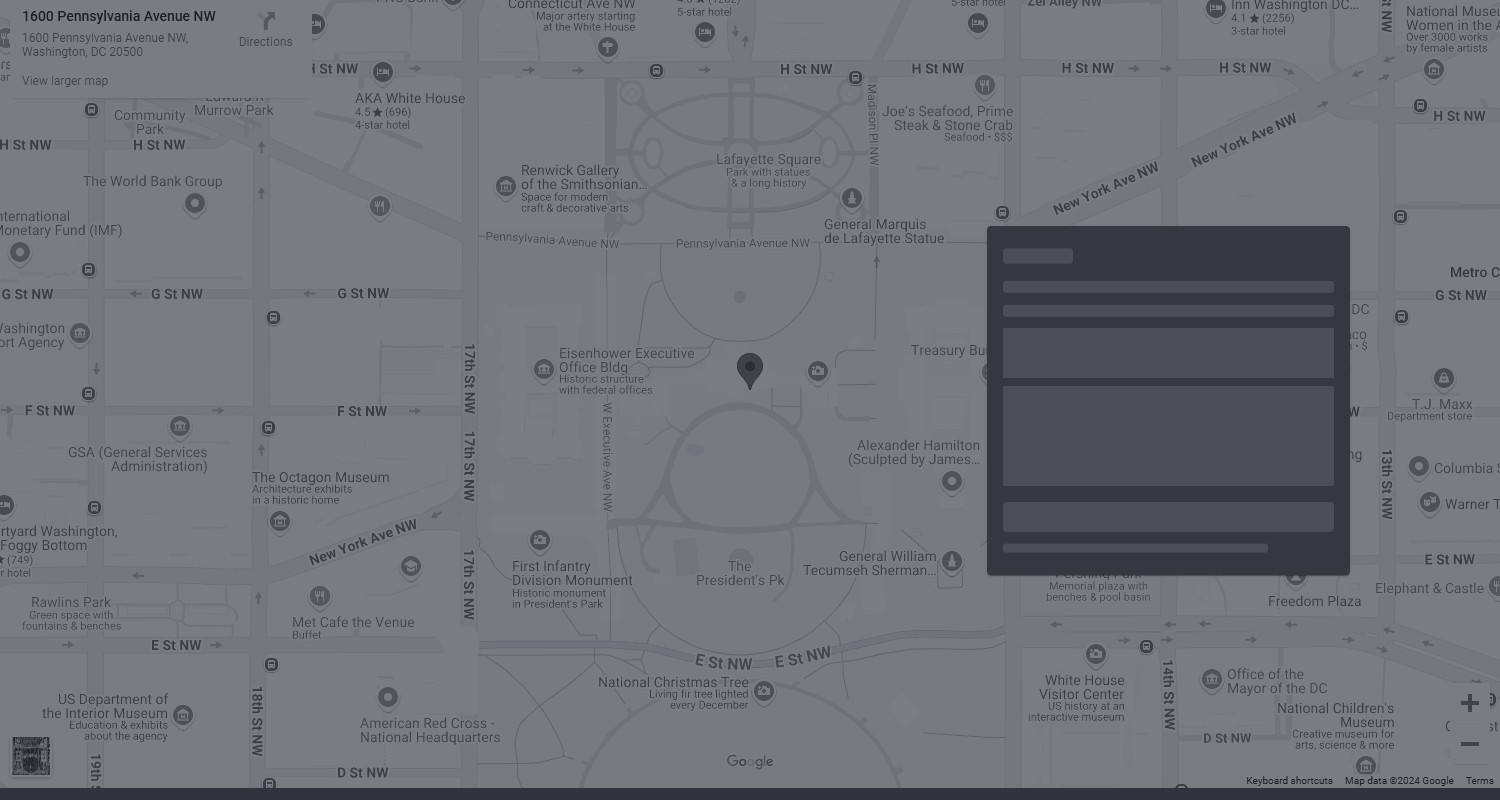 1600 Pennsylvania Avenue NW
1600 Pennsylvania Avenue NW,
Washington, DC 20500
Directions
View larger map
Connecticut Ave NW
Major artery starting
at the White House
5-star hotel
5-star hotel
Zei Alley NW
Inn Washington DC...
4.1 ★ (2256)
3-star hotel
13th St NW
Women in the
Over 3000 works
by female artists
H St NW
H St NW
H St NW
H St NW
H St NW
AKA White House
4.5 ★ (696)
4-star hotel
Murrow Park
Community
Park
H St NW
H St NW
H St NW
Madison Pl NW
Joe's Seafood, Prime
Steak & Stone Crab
Seafood • $$$
New York Ave NW
New York Ave NW
Renwick Gallery
of the Smithsonian...
Space for modern
craft & decorative arts
Lafayette Square
Park with statues
& a long history
The World Bank Group
Monetary Fund (IMF)
General Marquis
de Lafayette Statue
Pennsylvania Avenue NW
Pennsylvania Avenue NW
Metro
G St NW
G St NW
G St NW
G St NW
DC
Eisenhower Executive
Office Bldg
Historic structure
with federal offices
Treasury
17th St NW
W Executive Ave NW
F St NW
F St NW
T.J. Maxx
Department store
GSA (General Services
Administration)
17th St NW
Alexander Hamilton
(Sculpted by James...
13th St NW
Columbia
The Octagon Museum
Architecture exhibits
in a historic home
Warner
Washington,
Foggy Bottom
(749)
New York Ave NW
17th St NW
First Infantry
Division Monument
Historic monument
in President's Park
The
President's Pk
General William
Tecumseh Sherman...
E St NW
Memorial plaza with
benches & pool basin
Freedom Plaza
Elephant & Castle
Rawlins Park
Green space with
fountains & benches
Met Cafe the Venue
Buffet
E St NW
E St NW
E St NW
National Christmas Tree
Living fir tree lighted
every December
White House
Visitor Center
US history at an
interactive museum
14th St NW
Office of the
Mayor of the DC
National Children's
Museum
Creative museum for
arts, science & more
US Department of
the Interior Museum
Education & exhibits
about the agency
18th St NW
American Red Cross -
National Headquarters
D St NW
D St NW
19th
Google
Keyboard shortcuts
Map data ©2024 Google
Terms